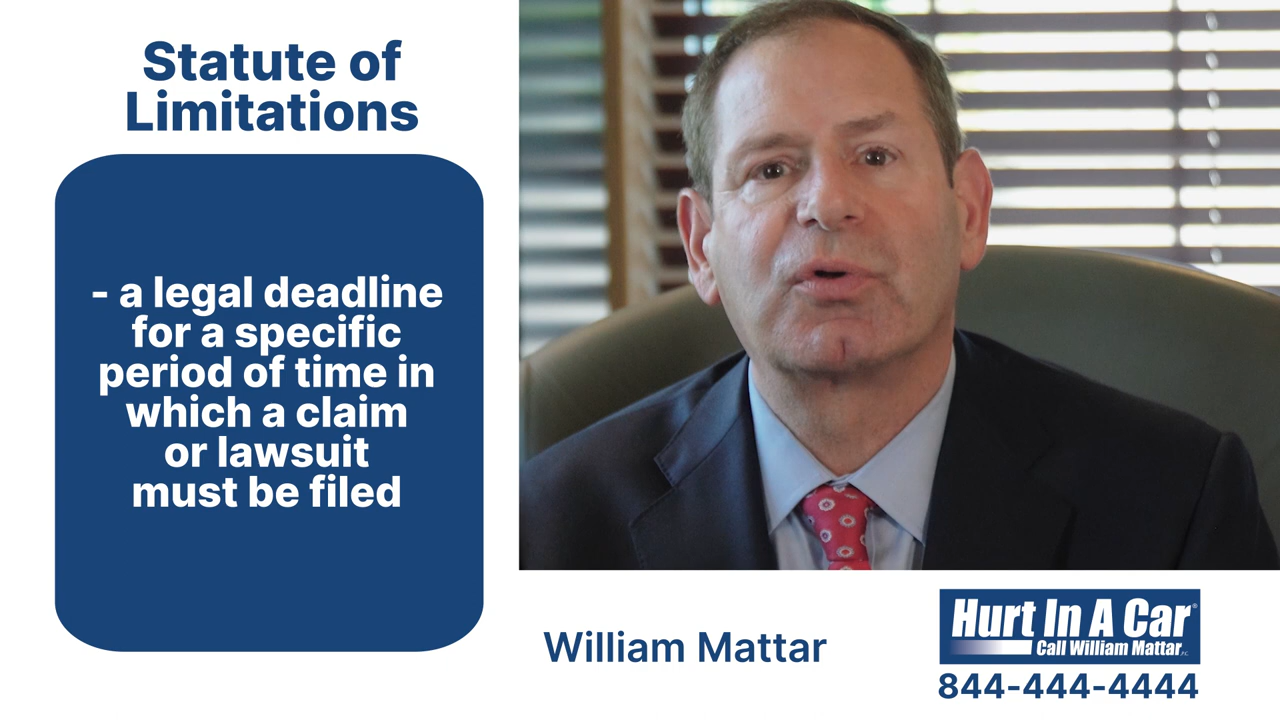 Statute of
Limitations
- a legal deadline
for a specific
period of time in
which a claim
or lawsuit
must be filed
William Mattar
Hurt In A Car®
Call William Mattar, P.C.
844-444-4444